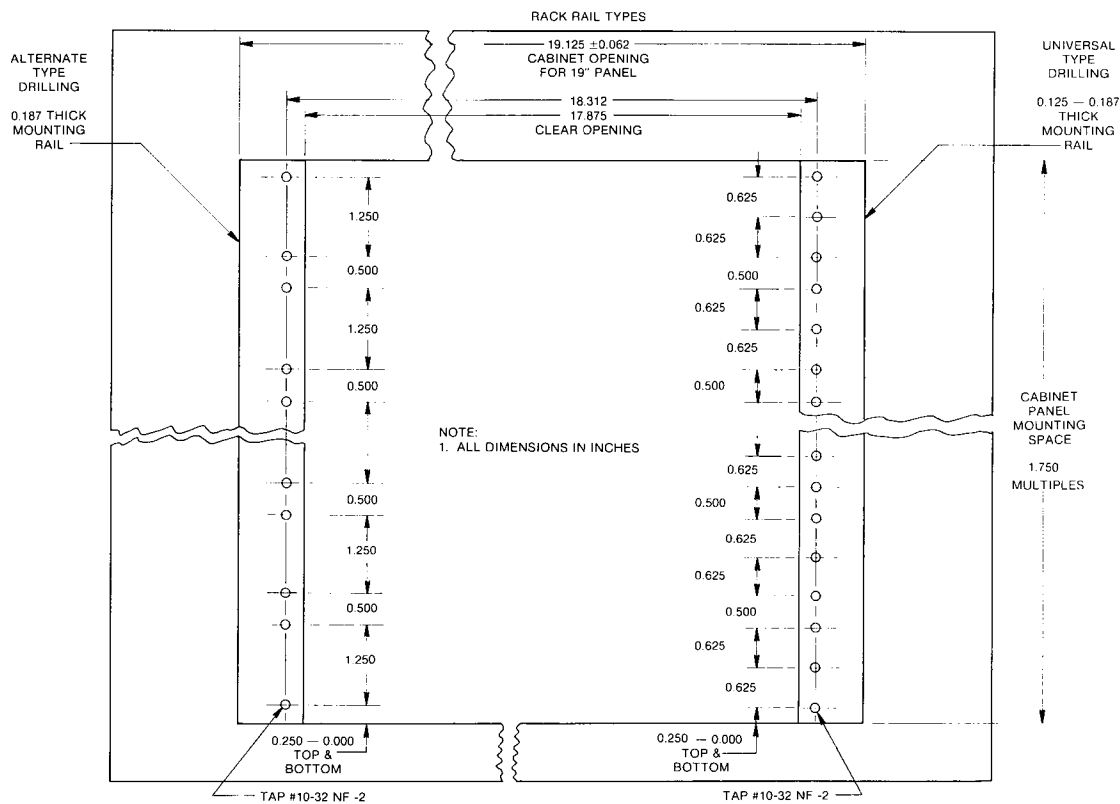 RACK RAIL TYPES
19.125 ±0.062
CABINET OPENING
FOR 19" PANEL
ALTERNATE
TYPE
DRILLING
0.187 THICK
MOUNTING
RAIL
UNIVERSAL
TYPE
DRILLING
0.125 — 0.187
THICK
MOUNTING
RAIL
18.312
17.875
CLEAR OPENING
1.250
0.500
1.250
0.500
0.500
1.250
0.500
1.250
0.625
0.625
0.500
0.625
0.625
0.500
0.625
0.500
0.625
0.625
0.500
0.625
0.625
NOTE:
1. ALL DIMENSIONS IN INCHES
CABINET
PANEL
MOUNTING
SPACE
1.750
MULTIPLES
0.250 — 0.000
TOP &
BOTTOM
0.250 — 0.000
TOP &
BOTTOM
TAP #10-32 NF -2
TAP #10-32 NF -2